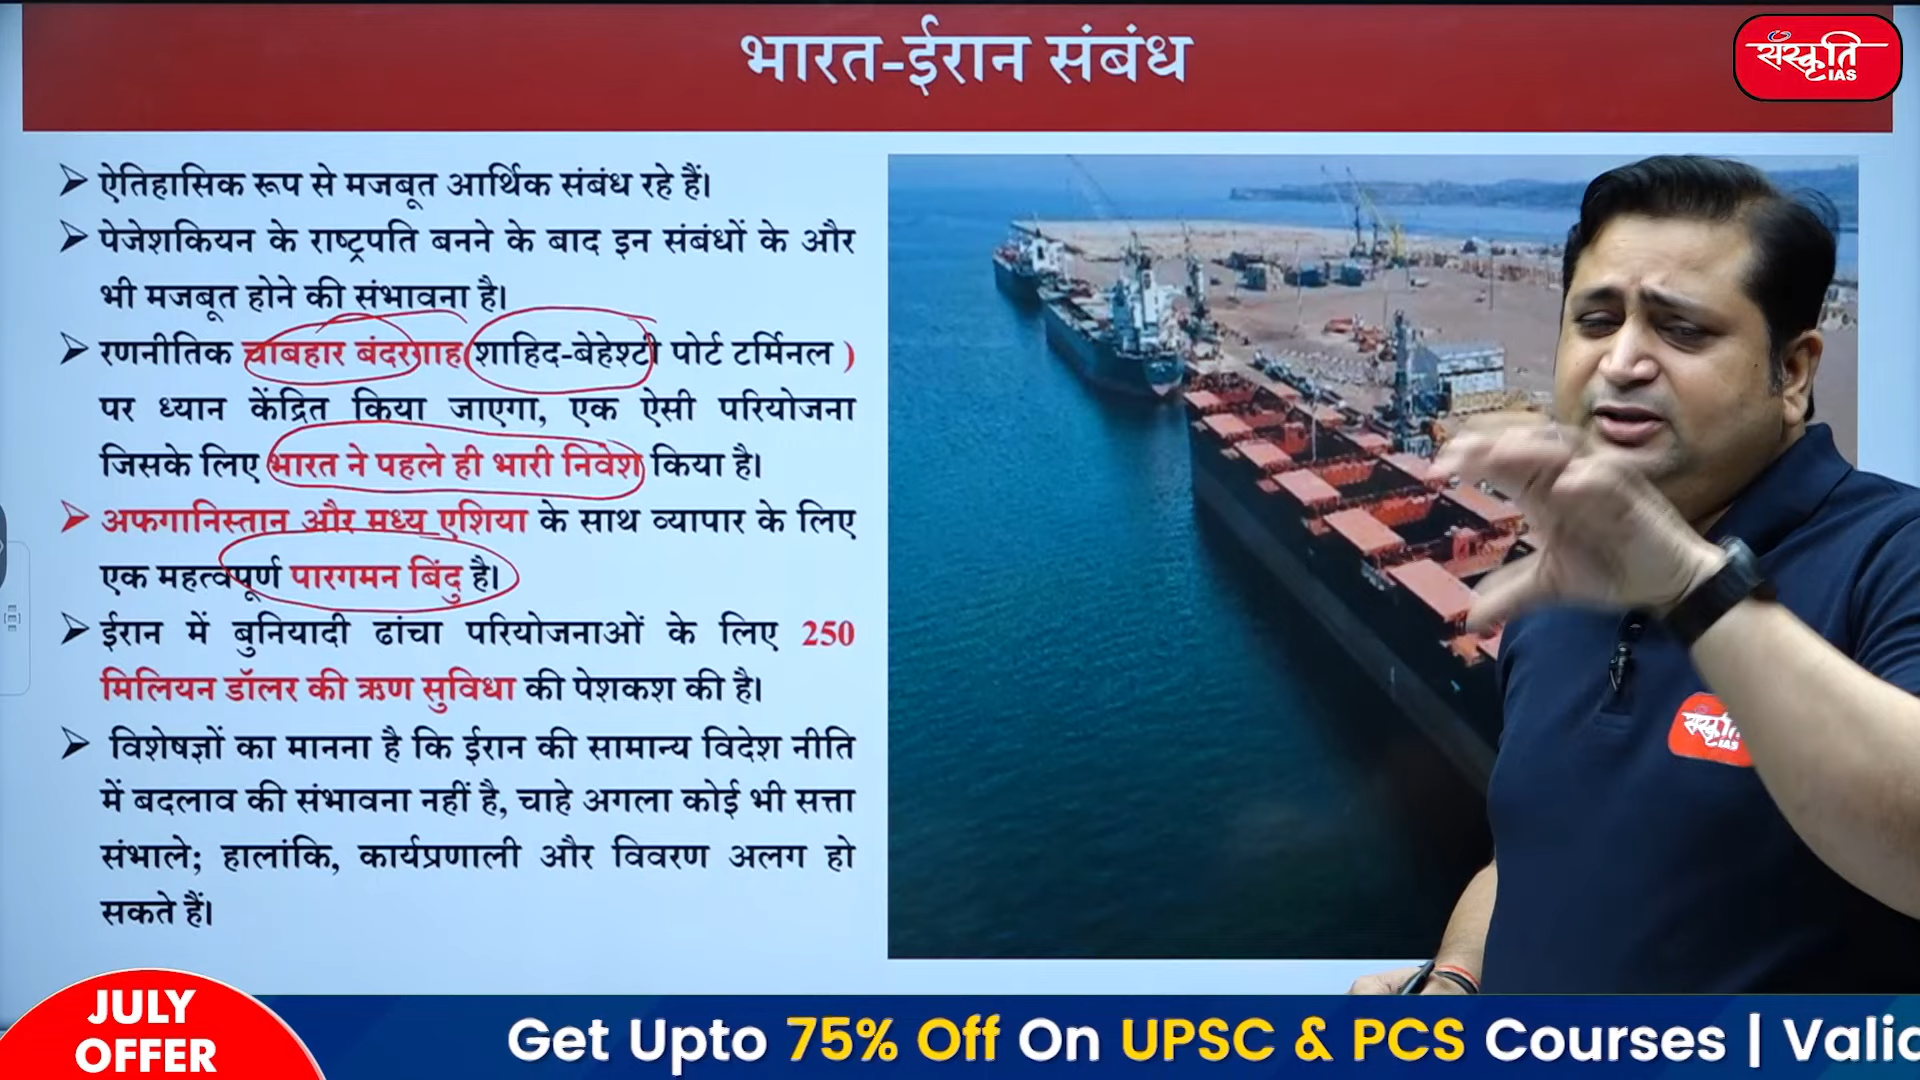 भारत-ईरान संबंध
संस्कृति
IAS
ऐतिहासिक रूप से मजबूत आर्थिक संबंध रहे हैं।
पेजेशकियन के राष्ट्रपति बनने के बाद इन संबंधों के और
भी मजबूत होने की संभावना है।
रणनीतिक चाबहार बंदरगाह(शाहिद-बेहेश्टी पोर्ट टर्मिनल )
पर ध्यान केंद्रित किया जाएगा, एक ऐसी परियोजना
जिसके लिए भारत ने पहले ही भारी निवेश किया है।
अफगानिस्तान और मध्य एशिया के साथ व्यापार के लिए
एक महत्वपूर्ण पारगमन बिंदु है।
ईरान में बुनियादी ढांचा परियोजनाओं के लिए 250
मिलियन डॉलर की ऋण सुविधा की पेशकश की है।
विशेषज्ञों का मानना है कि ईरान की सामान्य विदेश नीति
में बदलाव की संभावना नहीं है, चाहे अगला कोई भी सत्ता
संभाले; हालांकि, कार्यप्रणाली और विवरण अलग हो
सकते हैं।
संस्कृति
IAS
JULY
OFFER
Get Upto 75% Off On UPSC & PCS Courses | Valid